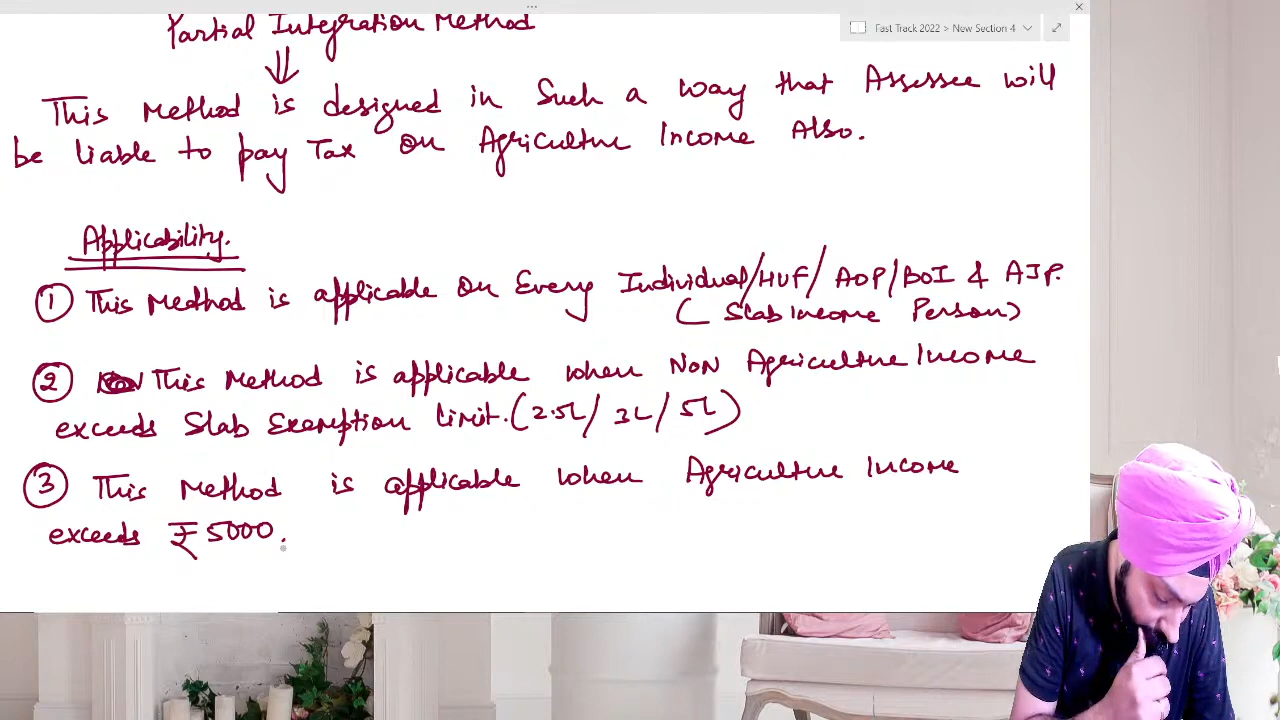 Partial Integration Method
Fast Track 2022 > New Section 4
This Method is designed in Such a way that Assessee will
be liable to pay Tax on Agriculture Income Also.
Applicability.
① This Method is applicable on Every Individual/HUF/ AOP/BOI & AJP.
( Slab income Person)
② This Method is applicable when NON Agriculture Income
exceeds Slab Exemption limit. (2.5L/ 3L/ 5L)
③ This Method is applicable when Agriculture Income
exceeds ₹ 5000.